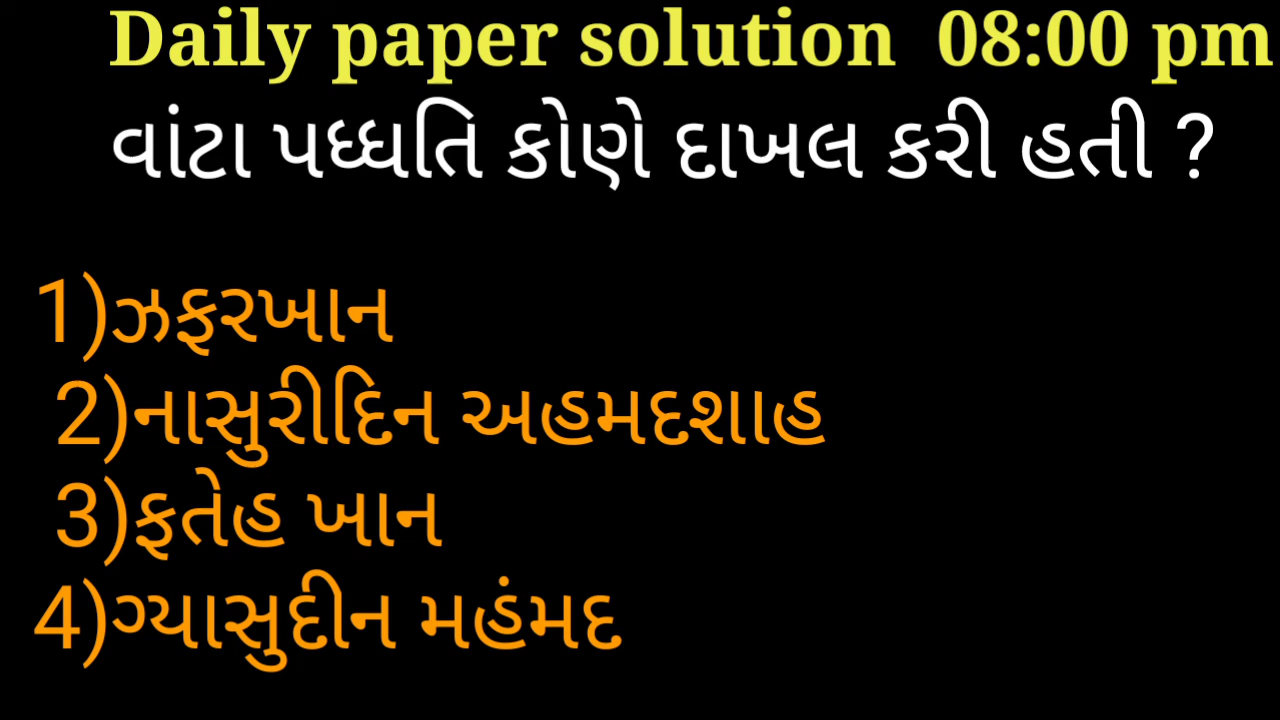 Daily paper solution 08:00 pm
વાંટા પધ્ધતિ કોણે દાખલ કરી હતી ?
1)ઝફરખાન
2)નાસુરીદિન અહમદશાહ
3)ફતેહ ખાન
4)ગ્યાસુદીન મહંમદ